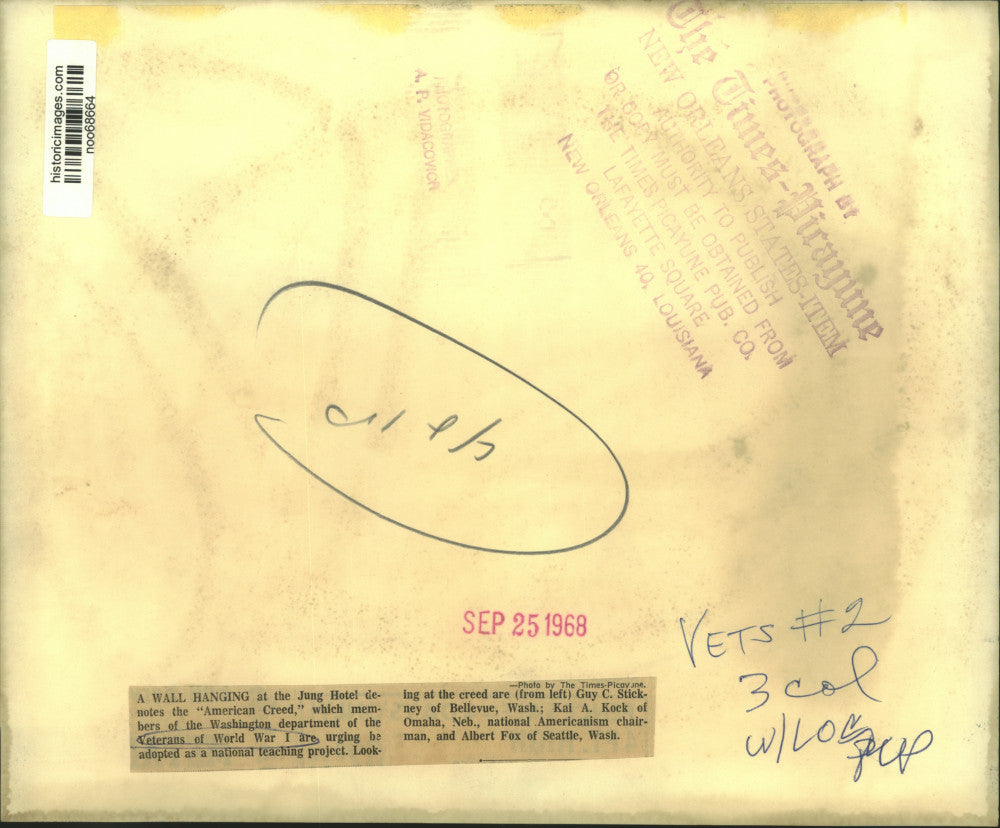 historicimages.com
noo68664
PHOTOGRAPH BY
A. P. VIDACOVICH
PHOTOGRAPH BY
The Times-Picayune
NEW ORLEANS STATES-ITEM
AUTHORITY TO PUBLISH
OR COPY MUST BE OBTAINED FROM
THE TIMES PICAYUNE PUB. CO.
LAFAYETTE SQUARE
NEW ORLEANS 40, LOUISIANA
SEP 25 1968
VETS #2
3 col
A WALL HANGING at the Jung Hotel de-
notes the "American Creed," which mem-
bers of the Washington department of the
Veterans of World War I are urging be
adopted as a national teaching project. Look-
—Photo by The Times-Picayune.
ing at the creed are (from left) Guy C. Stick-
ney of Bellevue, Wash.; Kai A. Kock of
Omaha, Neb., national Americanism chair-
man, and Albert Fox of Seattle, Wash.